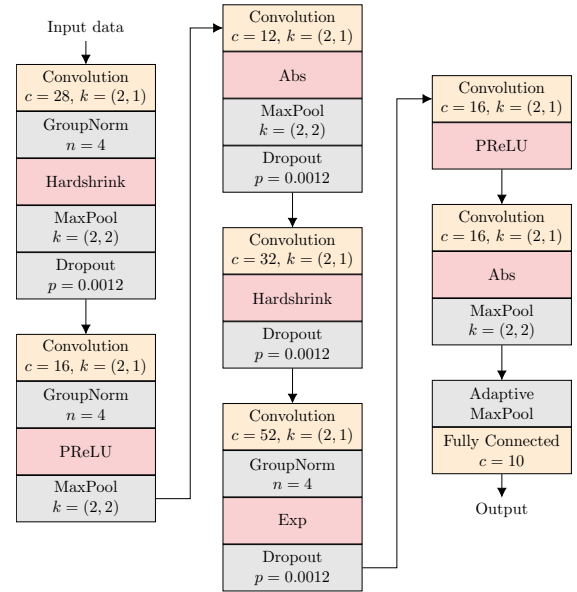 Input data
Convolution
c = 28, k = (2, 1)
GroupNorm
n = 4
Hardshrink
MaxPool
k = (2, 2)
Dropout
p = 0.0012
Convolution
c = 16, k = (2, 1)
GroupNorm
n = 4
PReLU
MaxPool
k = (2, 2)
Convolution
c = 12, k = (2, 1)
Abs
MaxPool
k = (2, 2)
Dropout
p = 0.0012
Convolution
c = 32, k = (2, 1)
Hardshrink
Dropout
p = 0.0012
Convolution
c = 52, k = (2, 1)
GroupNorm
n = 4
Exp
Dropout
p = 0.0012
Convolution
c = 16, k = (2, 1)
PReLU
Convolution
c = 16, k = (2, 1)
Abs
MaxPool
k = (2, 2)
Adaptive
MaxPool
Fully Connected
c = 10
Output